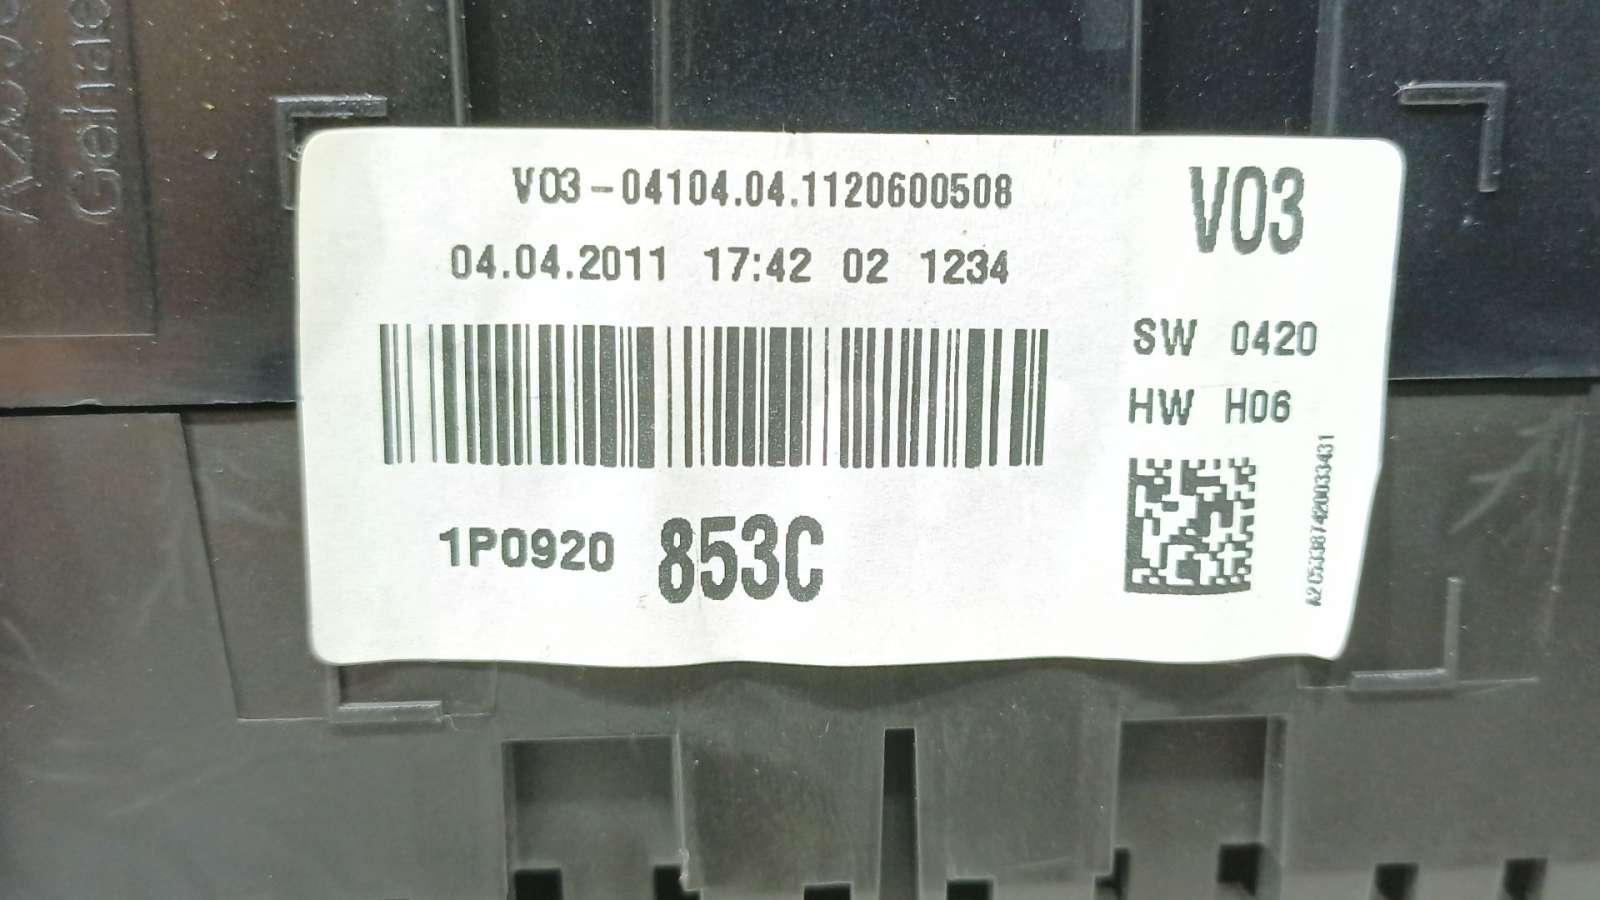 Gehae
V03-04104.04.1120600508
V03
04.04.2011 17:42 02 1234
SW 0420
HW H06
1P0920 853C
A2C53387420033431